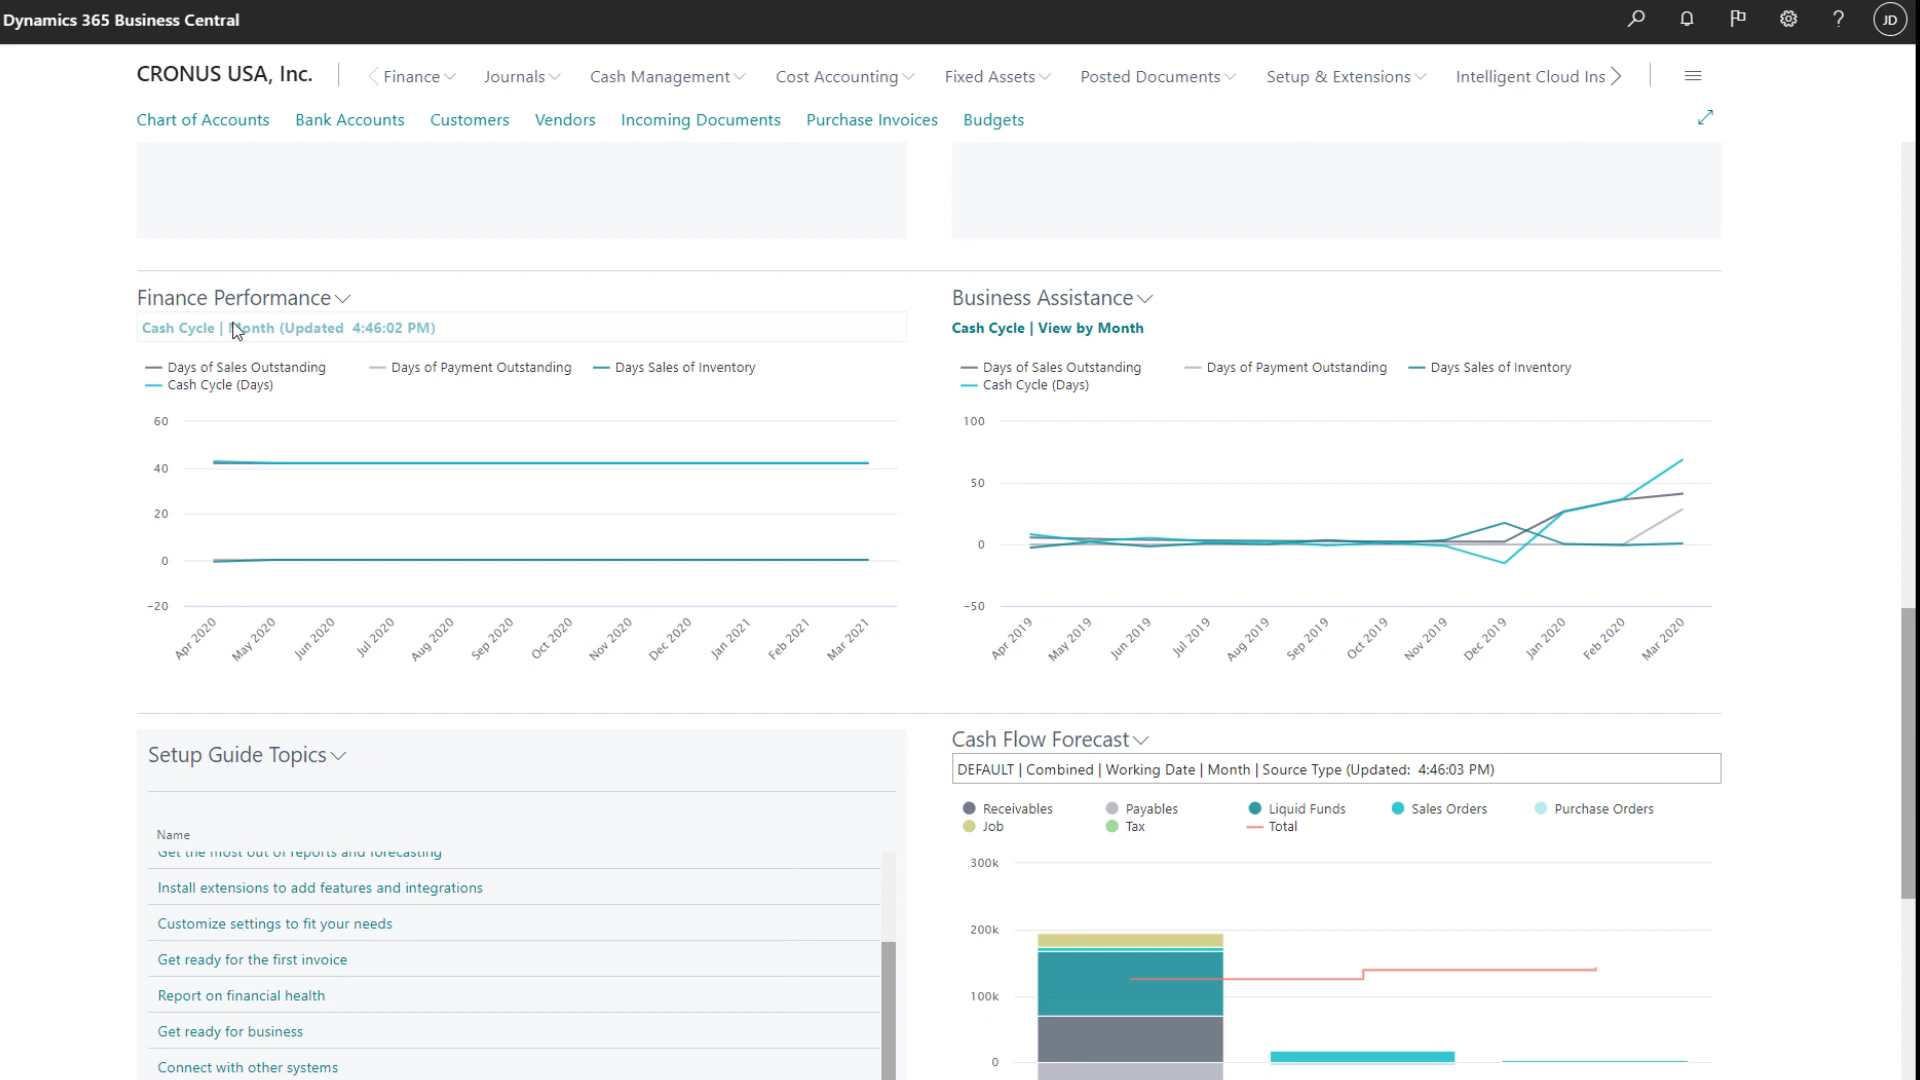 Dynamics 365 Business Central
JD
CRONUS USA, Inc.
Finance
Journals
Cash Management
Cost Accounting
Fixed Assets
Posted Documents
Setup & Extensions
Intelligent Cloud Ins
Chart of Accounts
Bank Accounts
Customers
Vendors
Incoming Documents
Purchase Invoices
Budgets
Finance Performance
Cash Cycle | Month (Updated 4:46:02 PM)
Days of Sales Outstanding
Days of Payment Outstanding
Days Sales of Inventory
Cash Cycle (Days)
60
40
20
0
-20
Apr 2020
May 2020
Jun 2020
Jul 2020
Aug 2020
Sep 2020
Oct 2020
Nov 2020
Dec 2020
Jan 2021
Feb 2021
Mar 2021
Business Assistance
Cash Cycle | View by Month
Days of Sales Outstanding
Days of Payment Outstanding
Days Sales of Inventory
Cash Cycle (Days)
100
50
0
-50
Apr 2019
May 2019
Jun 2019
Jul 2019
Aug 2019
Sep 2019
Oct 2019
Nov 2019
Dec 2019
Jan 2020
Feb 2020
Mar 2020
Setup Guide Topics
Name
Get the most out of reports and forecasting
Install extensions to add features and integrations
Customize settings to fit your needs
Get ready for the first invoice
Report on financial health
Get ready for business
Connect with other systems
Cash Flow Forecast
DEFAULT | Combined | Working Date | Month | Source Type (Updated: 4:46:03 PM)
Receivables
Payables
Liquid Funds
Sales Orders
Purchase Orders
Job
Tax
Total
300k
200k
100k
0